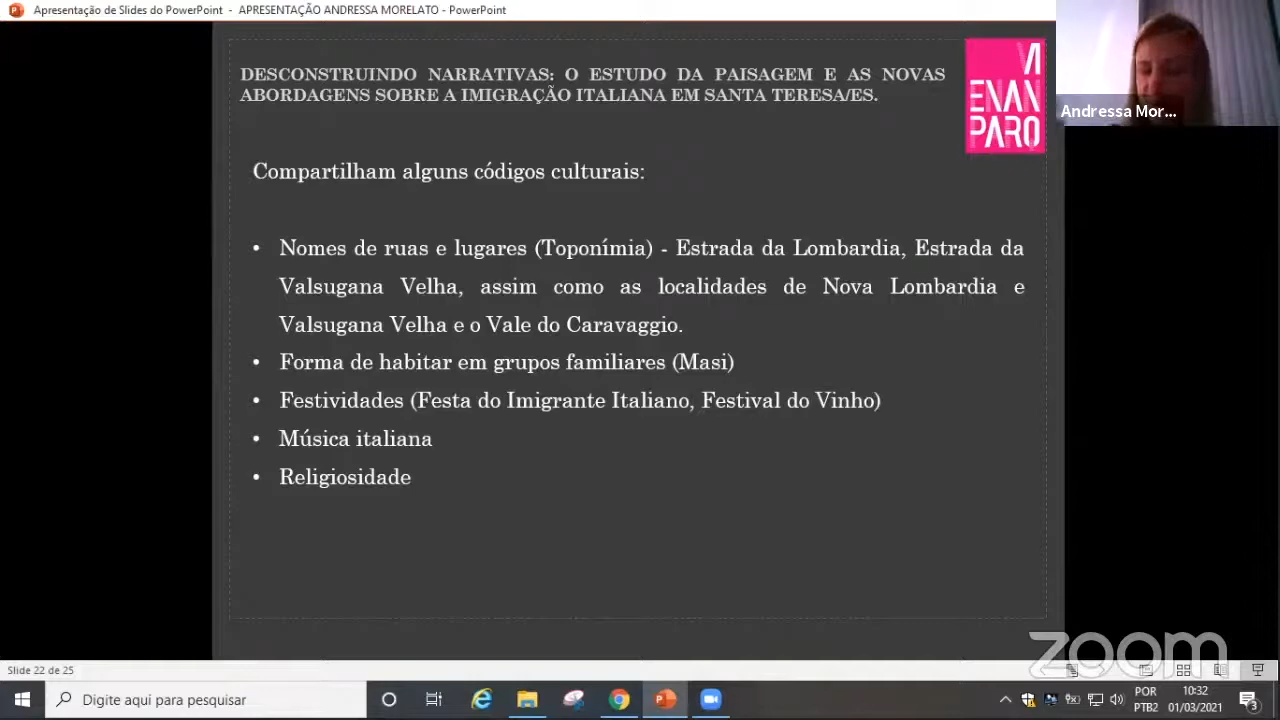 Apresentação de Slides do PowerPoint - APRESENTAÇÃO ANDRESSA MORELATO - PowerPoint
DESCONSTRUINDO NARRATIVAS: O ESTUDO DA PAISAGEM E AS NOVAS
ABORDAGENS SOBRE A IMIGRAÇÃO ITALIANA EM SANTA TERESA/ES.
VI
ENAN
PARQ
Andressa Mor...
Compartilham alguns códigos culturais:
• Nomes de ruas e lugares (Toponímia) - Estrada da Lombardia, Estrada da
Valsugana Velha, assim como as localidades de Nova Lombardia e
Valsugana Velha e o Vale do Caravaggio.
• Forma de habitar em grupos familiares (Masi)
• Festividades (Festa do Imigrante Italiano, Festival do Vinho)
• Música italiana
• Religiosidade
zoom
Slide 22 de 25
Digite aqui para pesquisar
POR
PTB2
10:32
01/03/2021
3